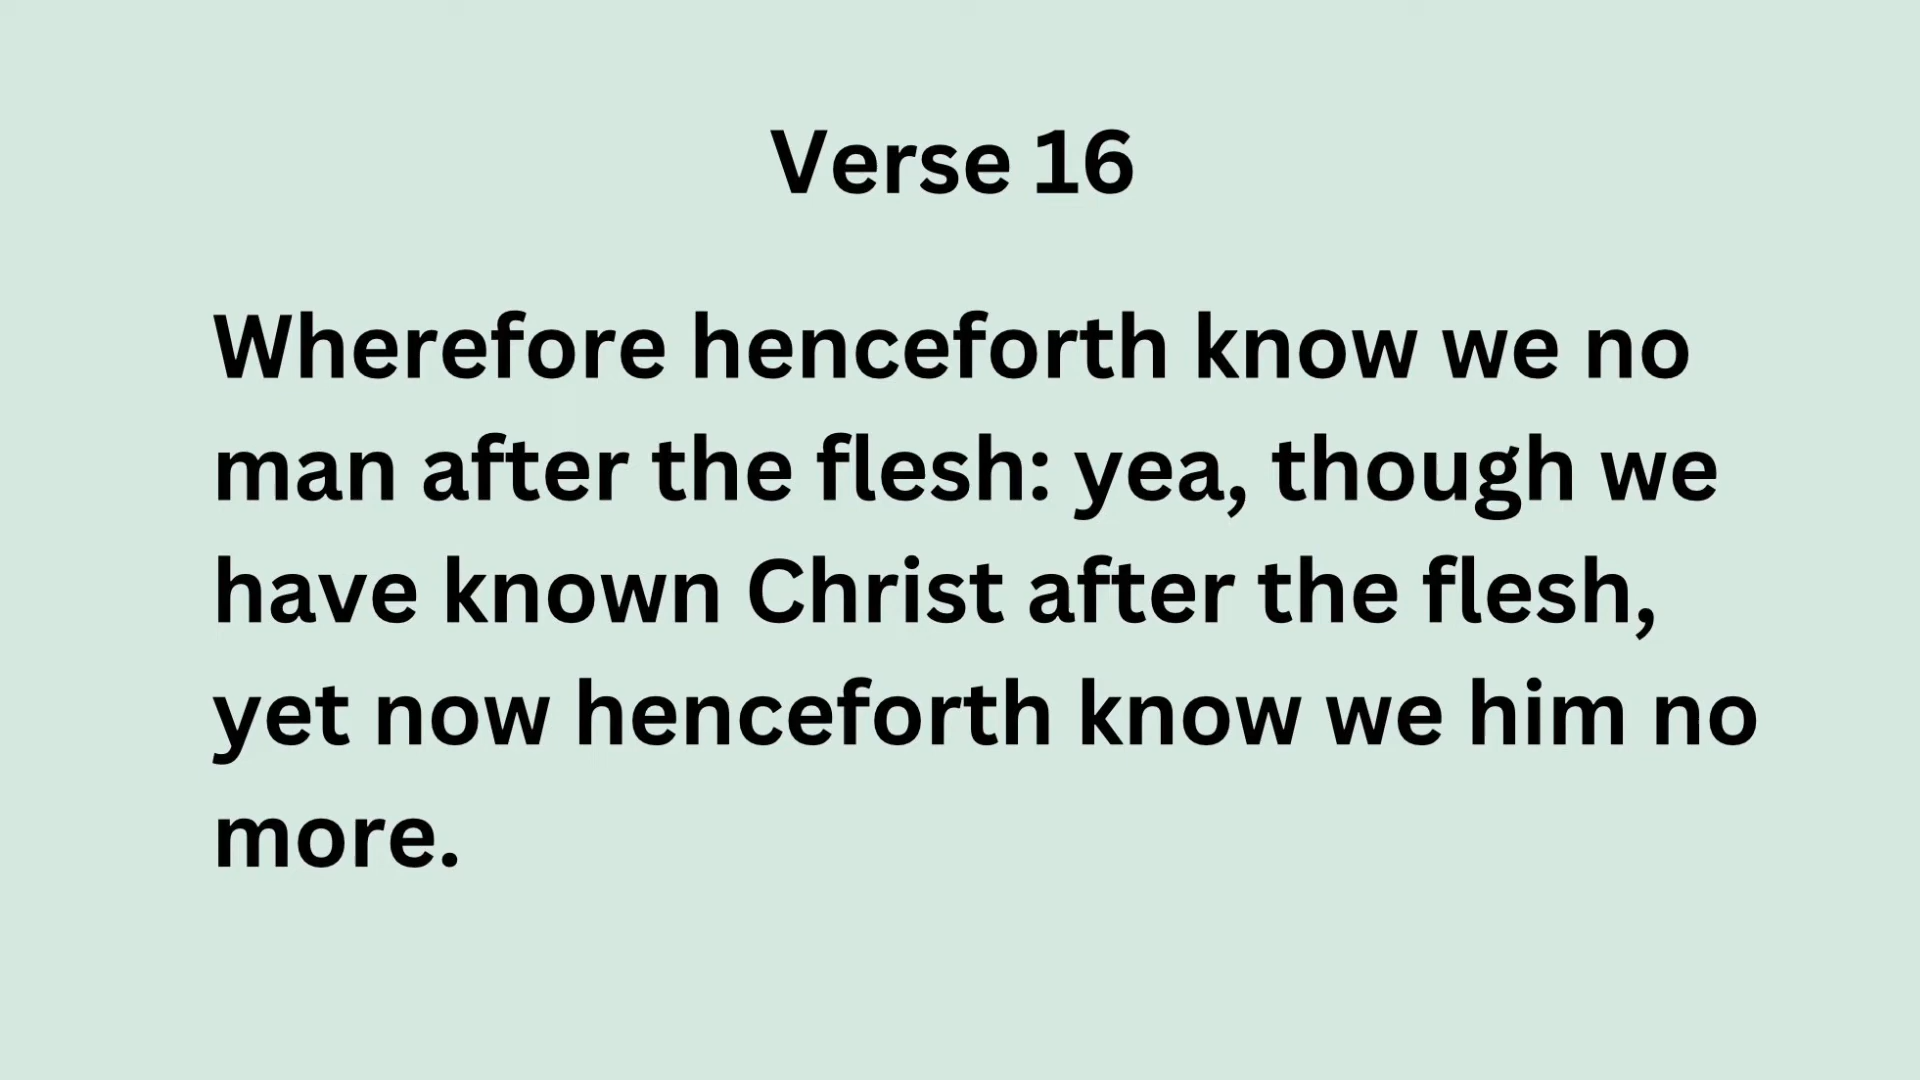 Verse 16
Wherefore henceforth know we no
man after the flesh: yea, though we
have known Christ after the flesh,
yet now henceforth know we him no
more.